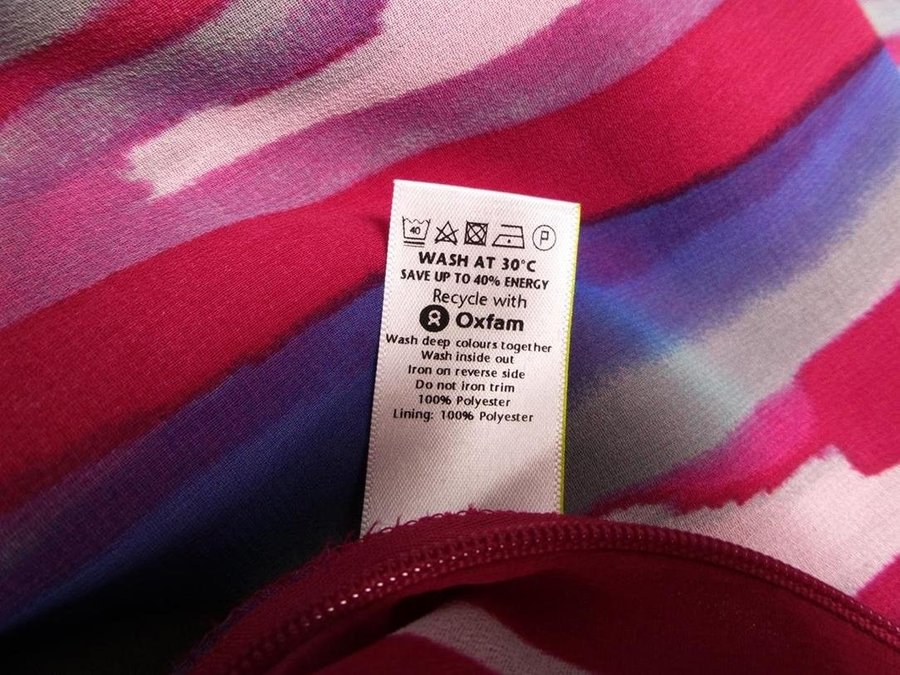 40 P
WASH AT 30°C
SAVE UP TO 40% ENERGY
Recycle with
Oxfam
Wash deep colours together
Wash inside out
Iron on reverse side
Do not iron trim
100% Polyester
Lining: 100% Polyester